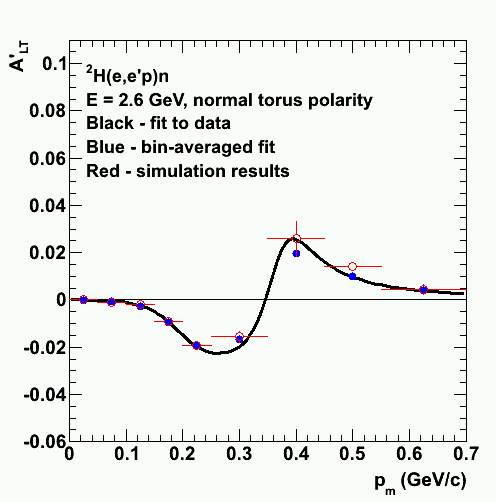 A'LT
²H(e,e'p)n
E = 2.6 GeV, normal torus polarity
Black - fit to data
Blue - bin-averaged fit
Red - simulation results
0.1
0.08
0.06
0.04
0.02
0
-0.02
-0.04
-0.06
0 0.1 0.2 0.3 0.4 0.5 0.6 0.7
pm (GeV/c)